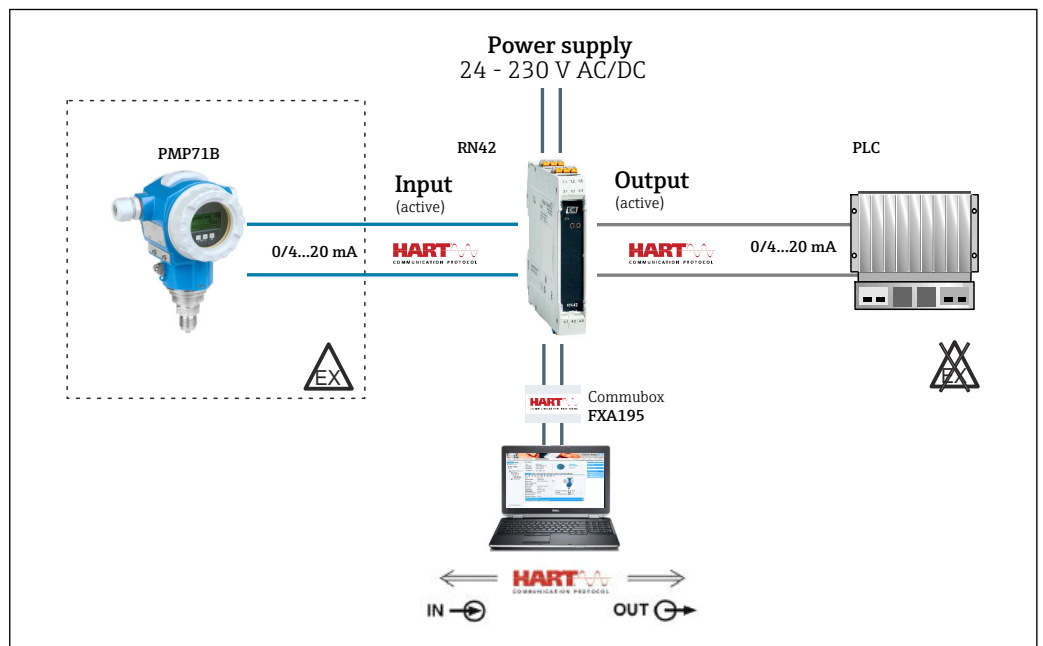 Power supply
24 - 230 V AC/DC
PMP71B
RN42
PLC
Input
(active)
Output
(active)
0/4...20 mA
HART
COMMUNICATION PROTOCOL
HART
COMMUNICATION PROTOCOL
0/4...20 mA
EX
EX
HART
Commubox
FXA195
HART
COMMUNICATION PROTOCOL
IN
OUT